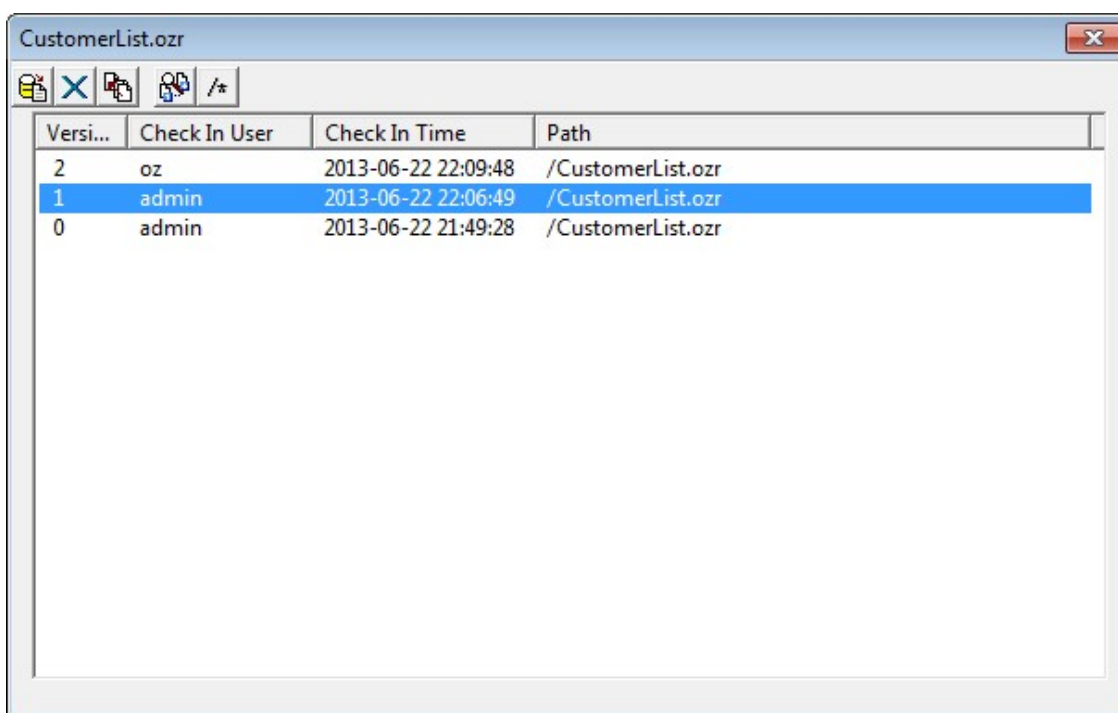 CustomerList.ozr
/*
Versi... Check In User Check In Time Path
2 oz 2013-06-22 22:09:48 /CustomerList.ozr
1 admin 2013-06-22 22:06:49 /CustomerList.ozr
0 admin 2013-06-22 21:49:28 /CustomerList.ozr